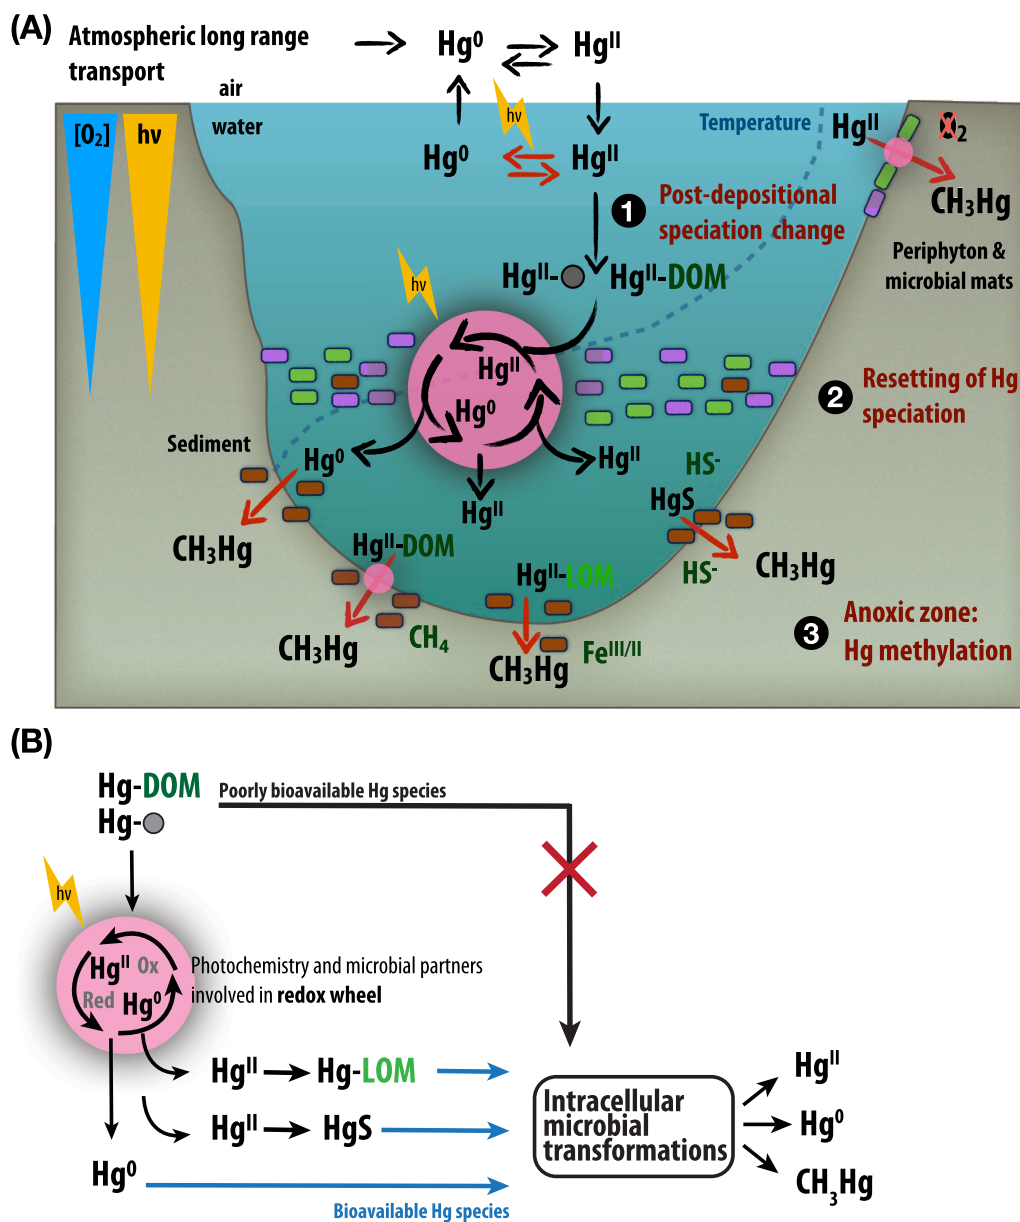 (A)
Atmospheric long range
transport
Hg⁰
Hgᴵᴵ
air
water
[O₂]
hν
hν
Hg⁰
Hgᴵᴵ
Temperature
Hgᴵᴵ
O₂
CH₃Hg
Periphyton &
microbial mats
1
Post-depositional
speciation change
Hgᴵᴵ-
Hgᴵᴵ-DOM
hν
Hgᴵᴵ
Hg⁰
2
Resetting of Hg
speciation
Sediment
Hg⁰
Hgᴵᴵ
Hgᴵᴵ
HS⁻
HgS
CH₃Hg
Hgᴵᴵ-DOM
Hgᴵᴵ-LOM
HS⁻
CH₃Hg
CH₃Hg
CH₄
CH₃Hg
Feᴵᴵᴵ/ᴵᴵ
3
Anoxic zone:
Hg methylation
(B)
Hg-DOM
Hg-
Poorly bioavailable Hg species
hν
Hgᴵᴵ Ox
Red Hg⁰
Photochemistry and microbial partners
involved in redox wheel
Hgᴵᴵ
Hg-LOM
Hgᴵᴵ
HgS
Hg⁰
Bioavailable Hg species
Intracellular
microbial
transformations
Hgᴵᴵ
Hg⁰
CH₃Hg